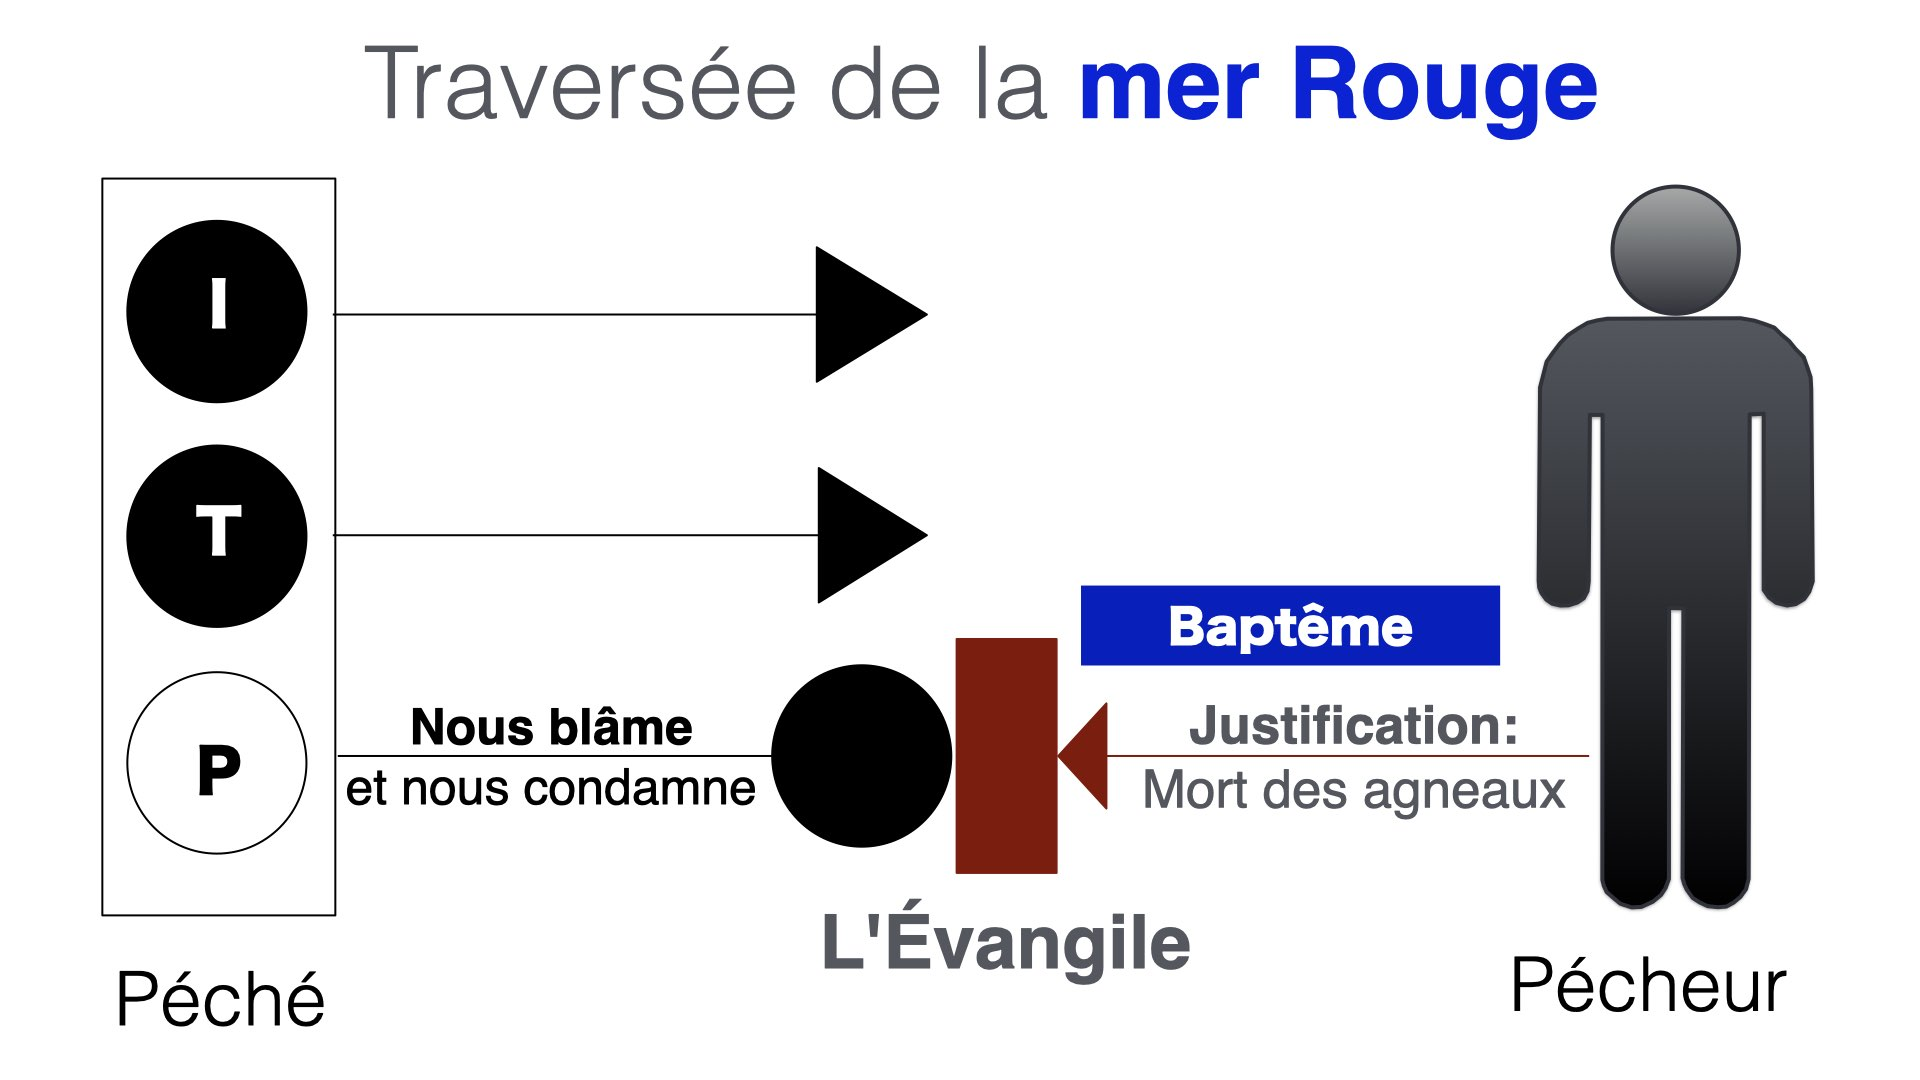 Traversée de la mer Rouge
I
T
Baptême
P
Nous blâme
et nous condamne
Justification:
Mort des agneaux
L'Évangile
Péché
Pécheur